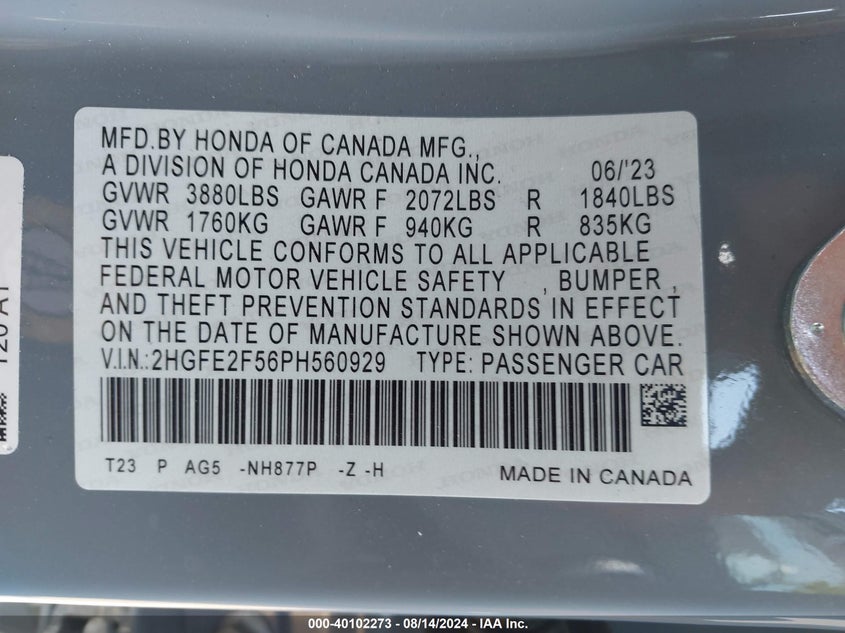 MFD.BY HONDA OF CANADA MFG.,
A DIVISION OF HONDA CANADA INC. 06/'23
GVWR 3880LBS GAWR F 2072LBS R 1840LBS
GVWR 1760KG GAWR F 940KG R 835KG
THIS VEHICLE CONFORMS TO ALL APPLICABLE
FEDERAL MOTOR VEHICLE SAFETY , BUMPER ,
AND THEFT PREVENTION STANDARDS IN EFFECT
ON THE DATE OF MANUFACTURE SHOWN ABOVE.
V.I.N.:2HGFE2F56PH560929 TYPE: PASSENGER CAR
T23 P AG5 -NH877P -Z -H
MADE IN CANADA
000-40102273 - 08/14/2024 - IAA Inc.